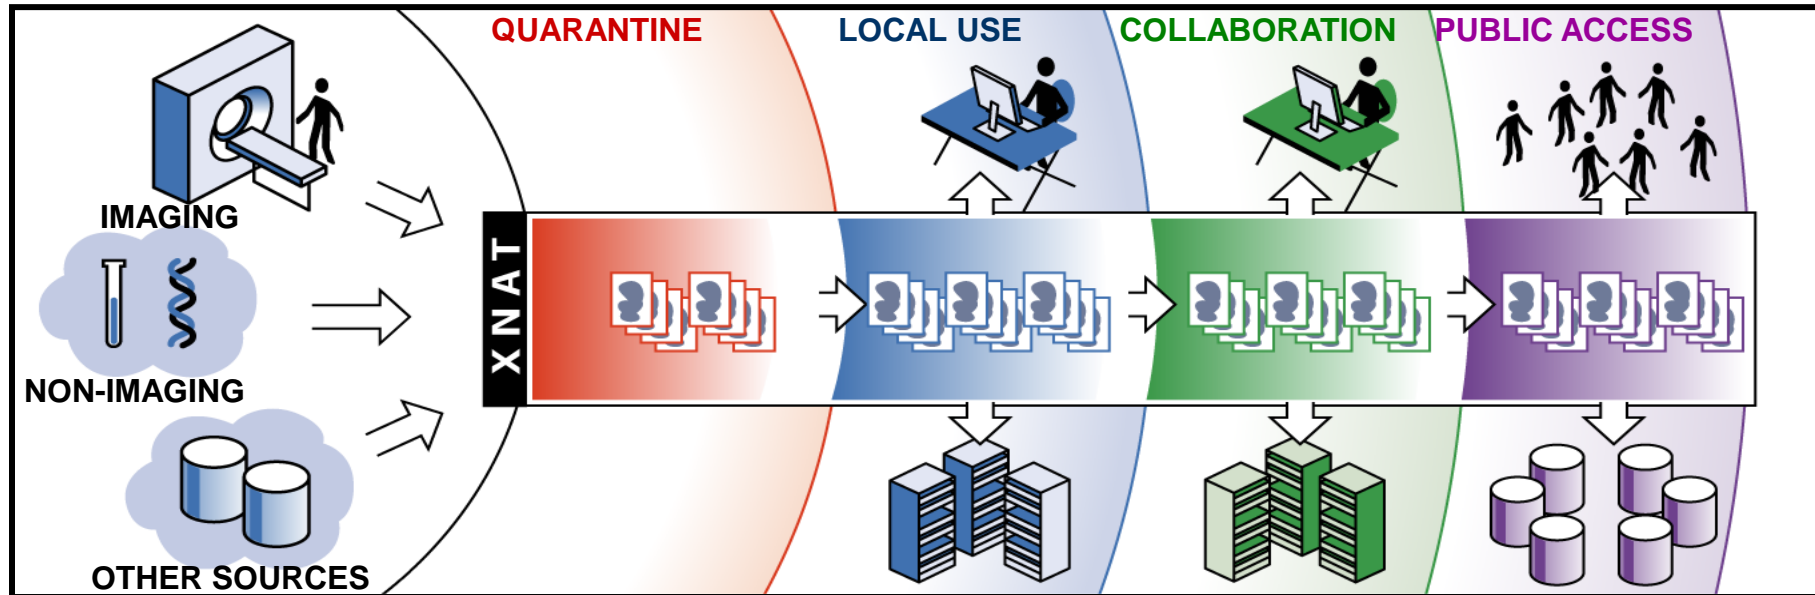 QUARANTINE
LOCAL USE
COLLABORATION
PUBLIC ACCESS
IMAGING
NON-IMAGING
OTHER SOURCES
XNAT